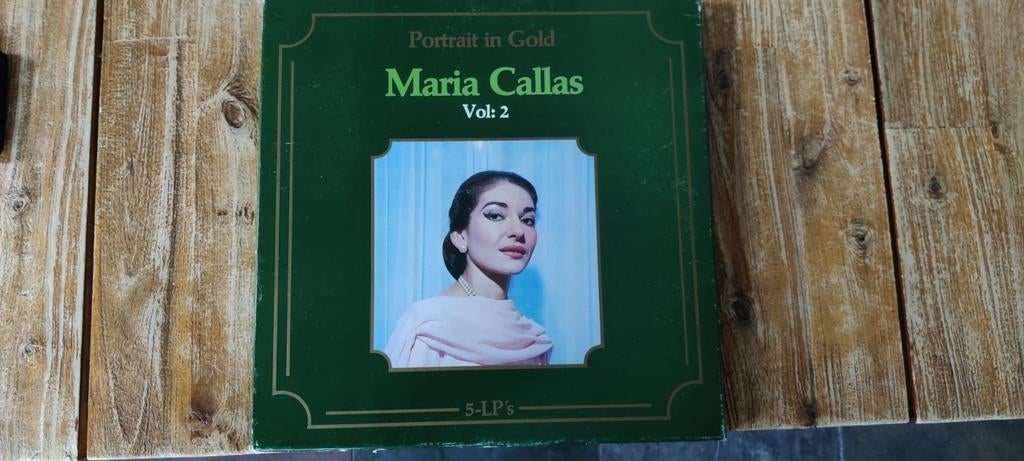 Portrait in Gold
Maria Callas
Vol: 2
5-LP's